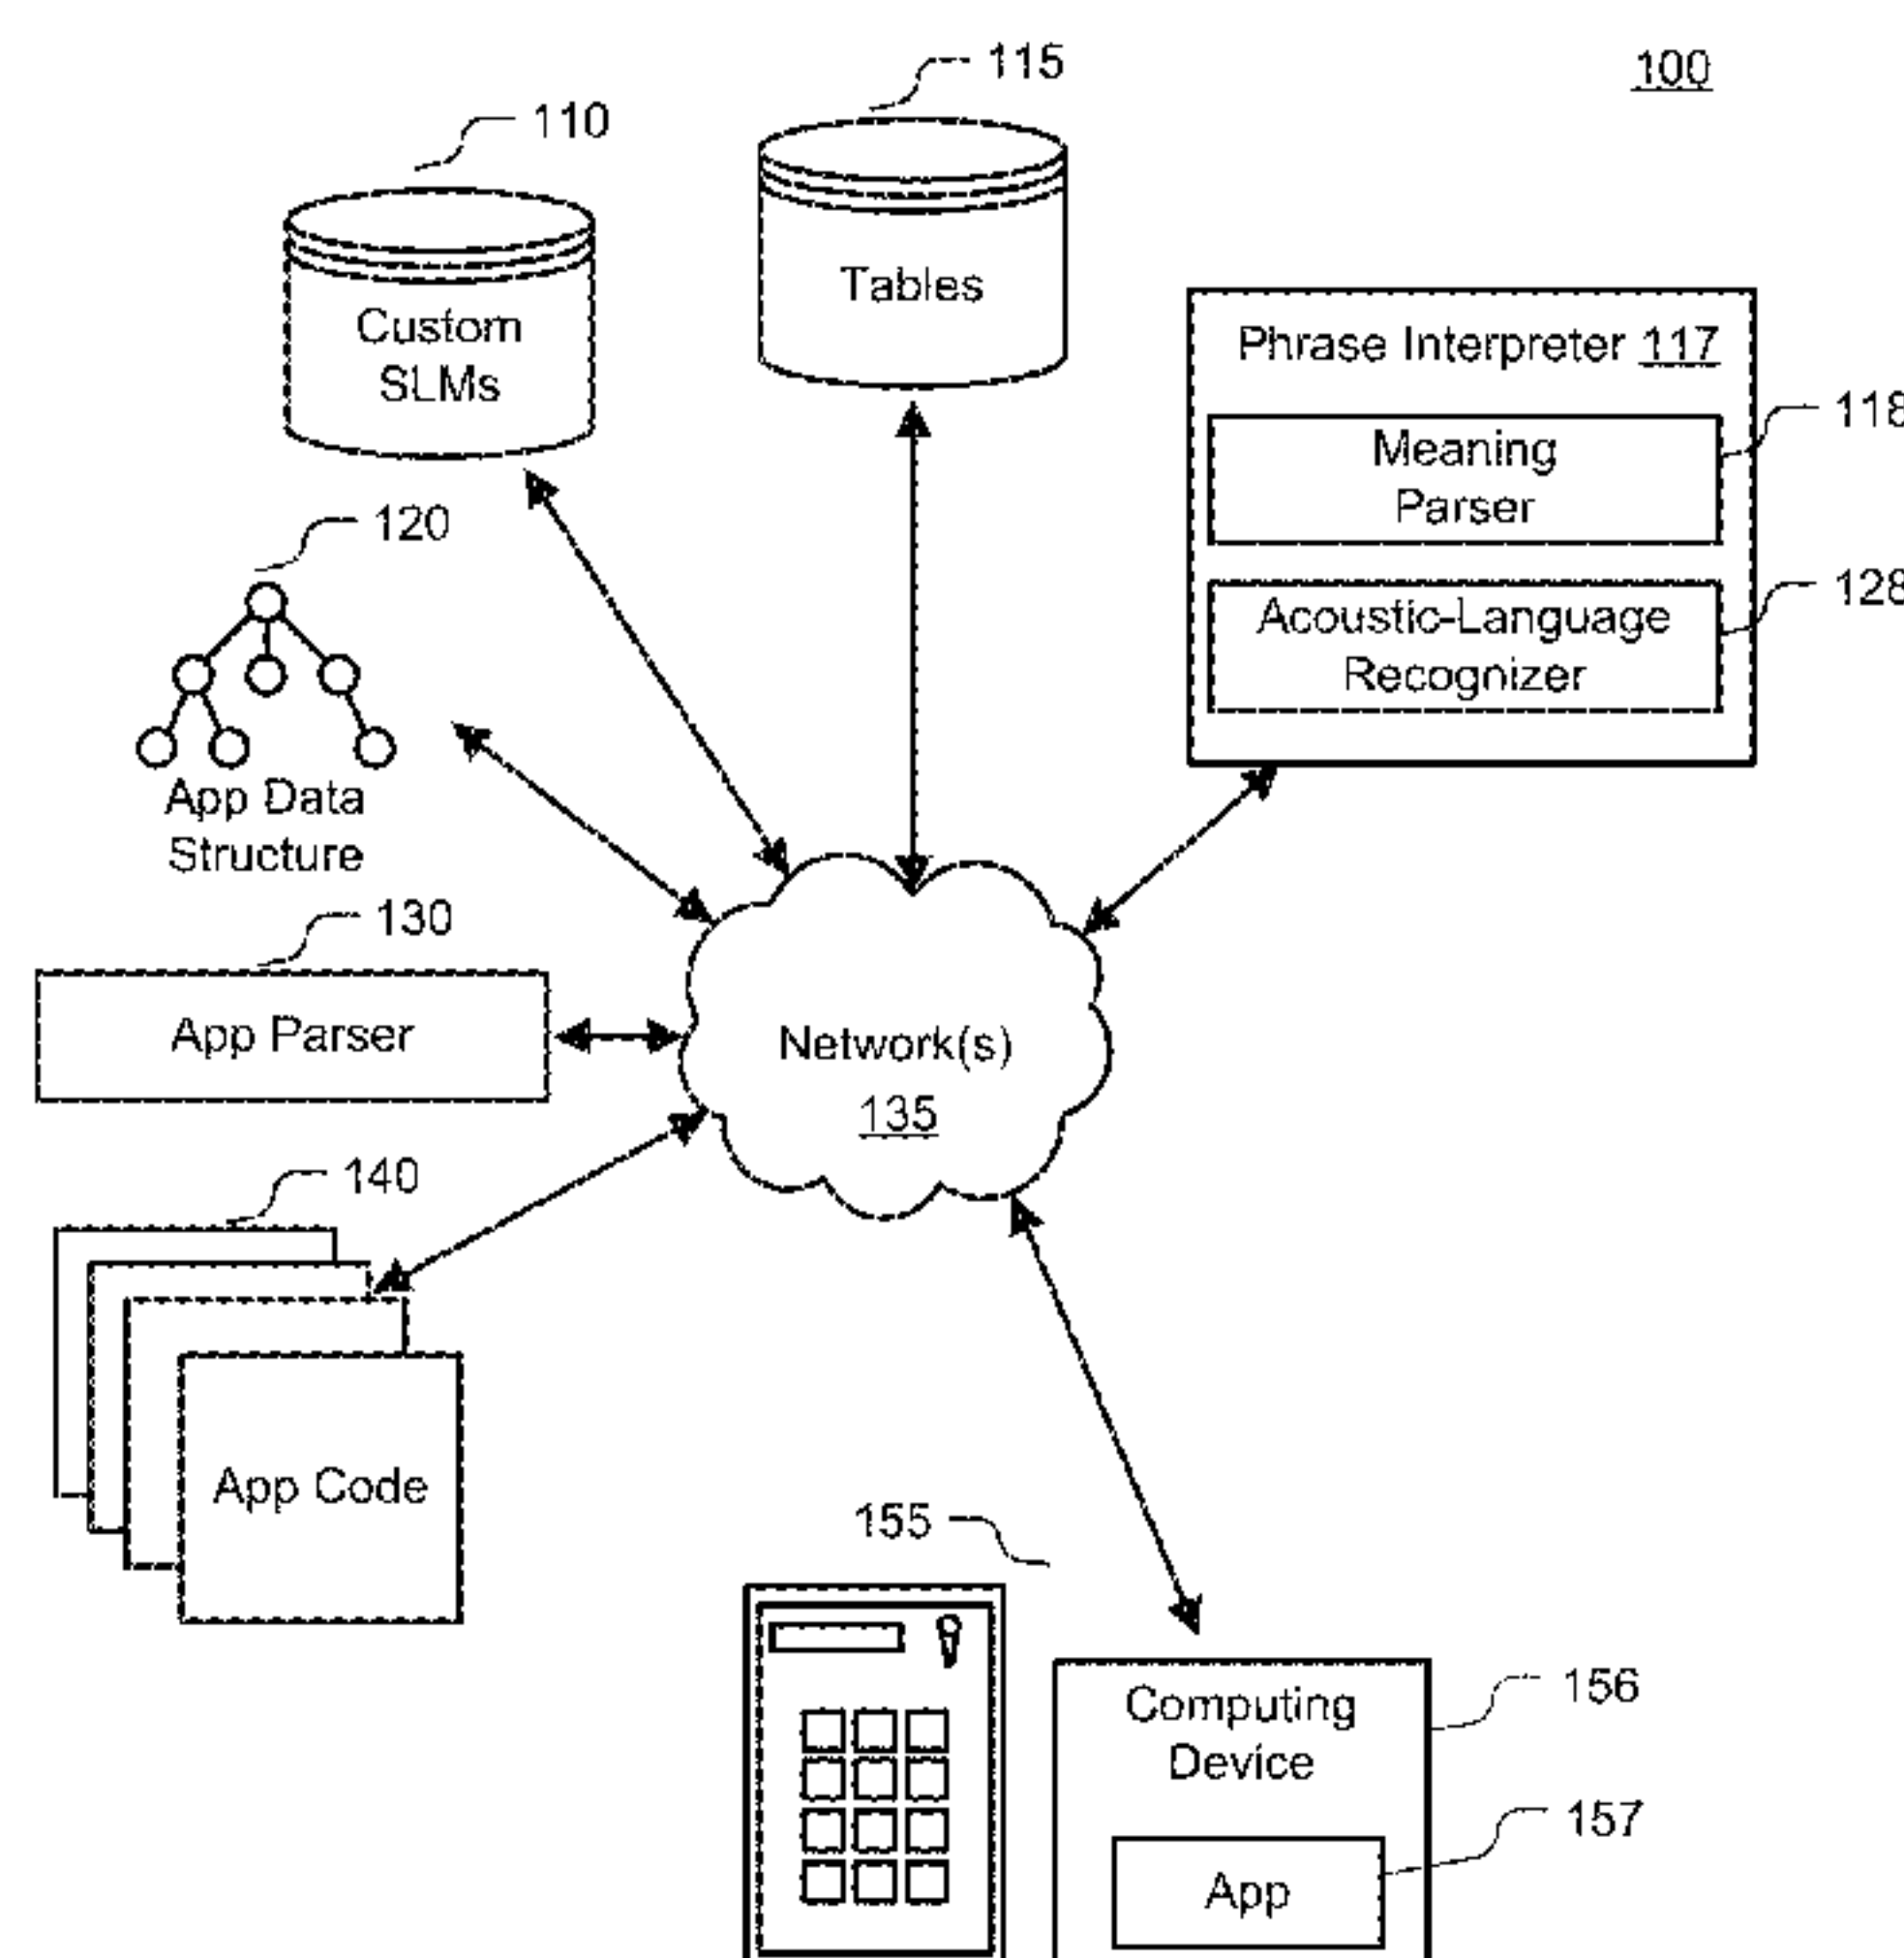 115
100
110
Tables
Custom
SLMs
Phrase Interpreter 117
118
Meaning
Parser
120
128
Acoustic-Language
Recognizer
App Data
Structure
130
App Parser
Network(s)
135
140
App Code
155
156
Computing
Device
157
App